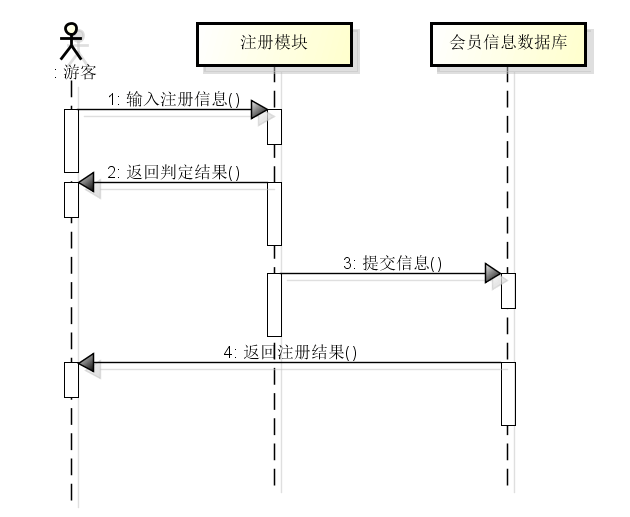 注册模块
会员信息数据库
: 游客
1: 输入注册信息()
2: 返回判定结果()
3: 提交信息()
4: 返回注册结果()